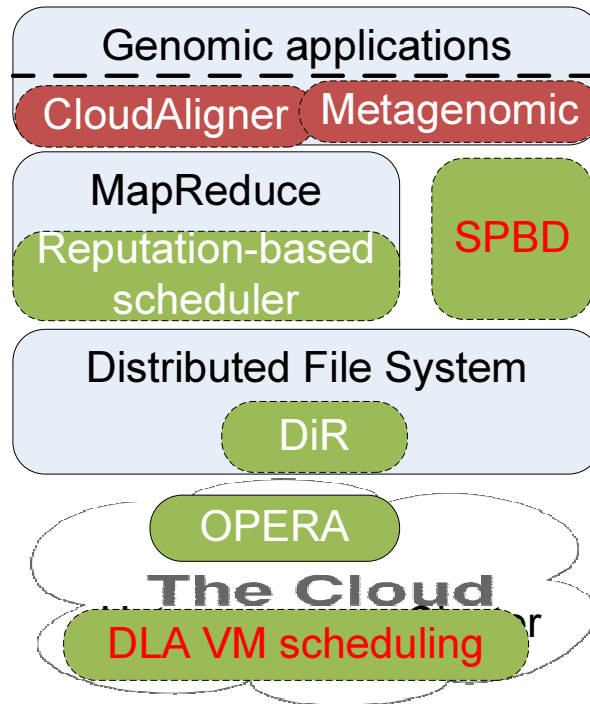 Genomic applications
CloudAligner
Metagenomic
MapReduce
Reputation-based
scheduler
SPBD
Distributed File System
DiR
OPERA
The Cloud
DLA VM scheduling